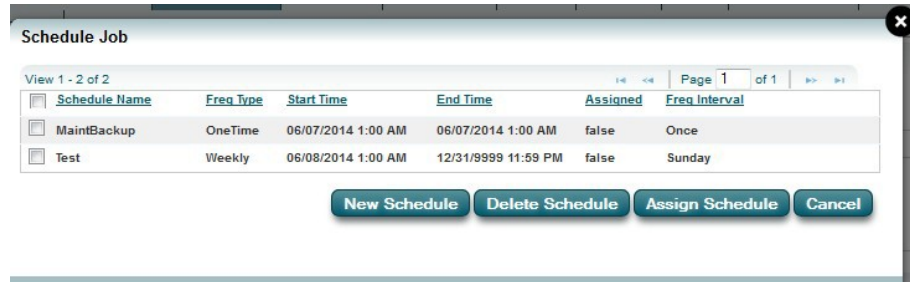 Schedule Job
View 1 - 2 of 2 Page 1 of 1
Schedule Name Freq Type Start Time End Time Assigned Freq Interval
MaintBackup OneTime 06/07/2014 1:00 AM 06/07/2014 1:00 AM false Once
Test Weekly 06/08/2014 1:00 AM 12/31/9999 11:59 PM false Sunday
New Schedule Delete Schedule Assign Schedule Cancel